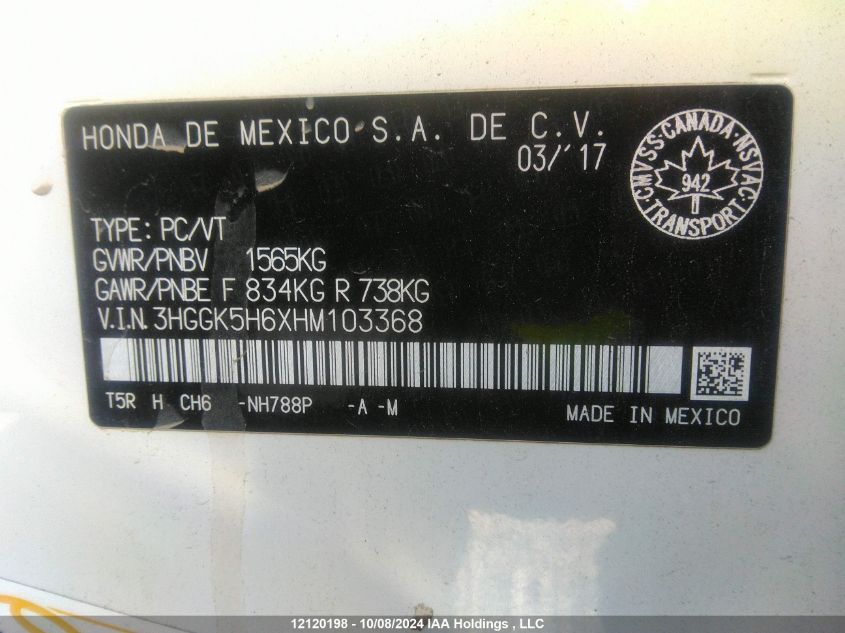 HONDA DE MEXICO S.A. DE C.V.
03/'17
CMVSS·CANADA·NSVAC
942
TRANSPORT
TYPE: PC/VT
GVWR/PNBV 1565KG
GAWR/PNBE F 834KG R 738KG
V.I.N. 3HGGK5H6XHM103368
T5R H CH6 -NH788P -A -M
MADE IN MEXICO
12120198 - 10/08/2024 IAA Holdings , LLC